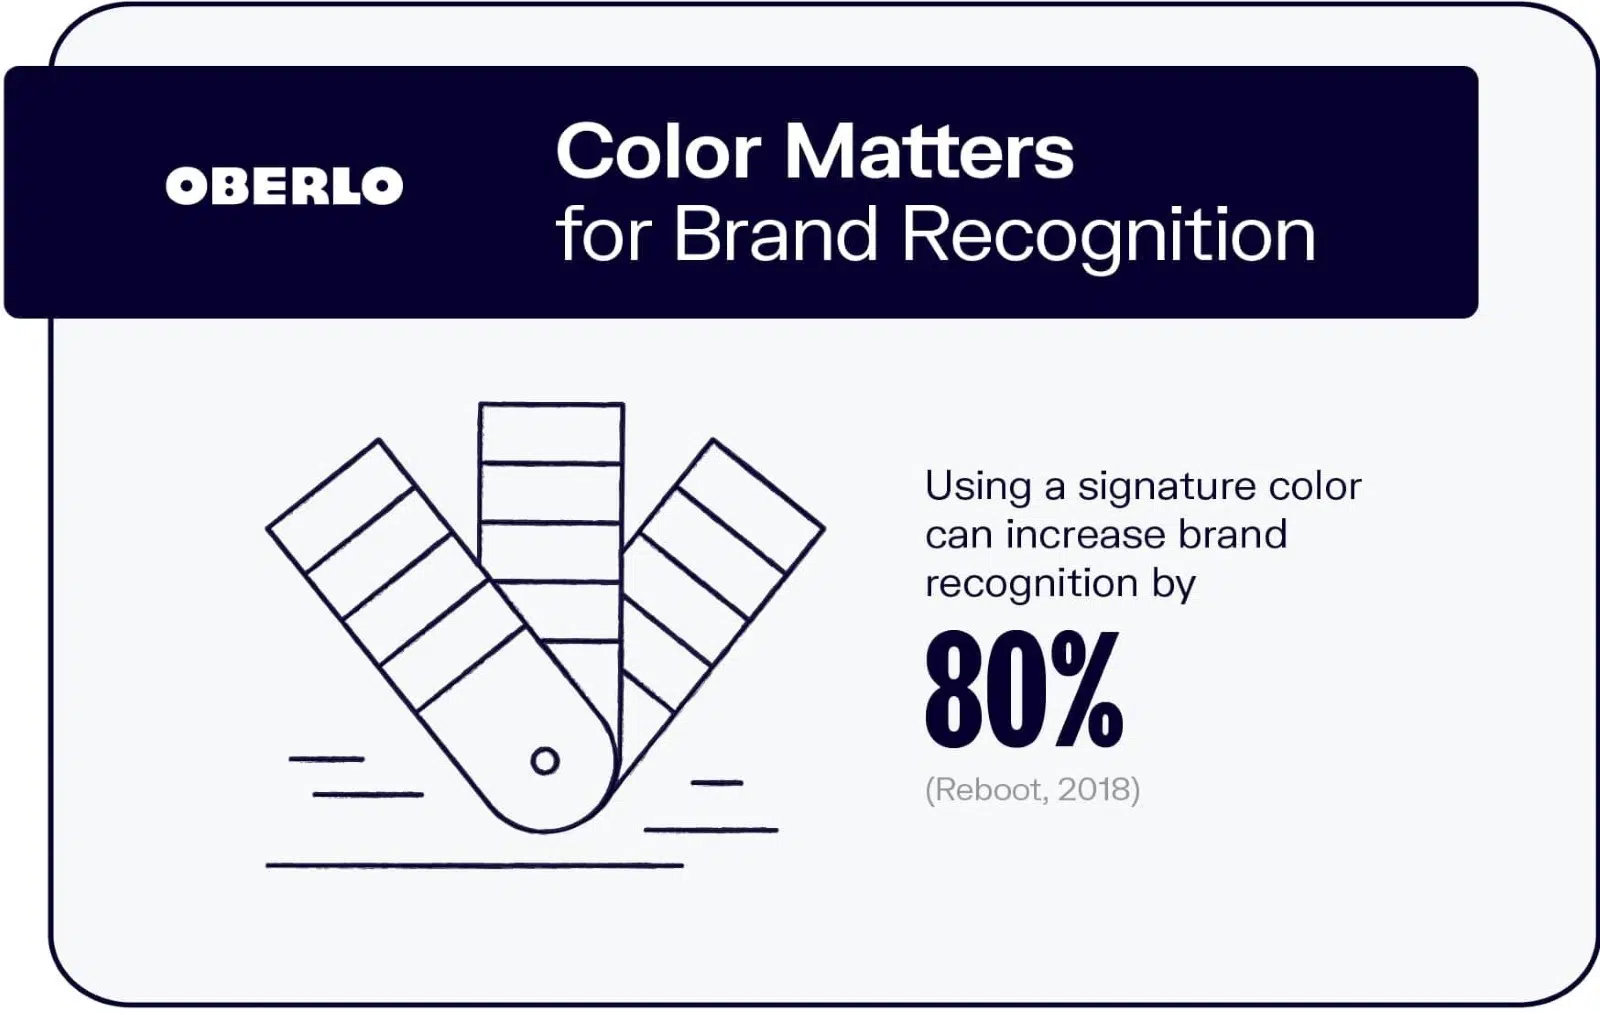 OBERLO
Color Matters
for Brand Recognition
Using a signature color
can increase brand
recognition by
80%
(Reboot, 2018)